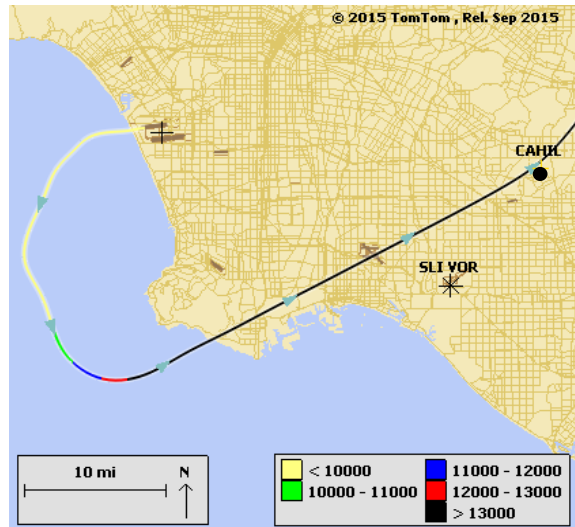 © 2015 TomTom , Rel. Sep 2015
CAHIL
SLI VOR
10 mi
N
< 10000
11000 - 12000
10000 - 11000
12000 - 13000
> 13000